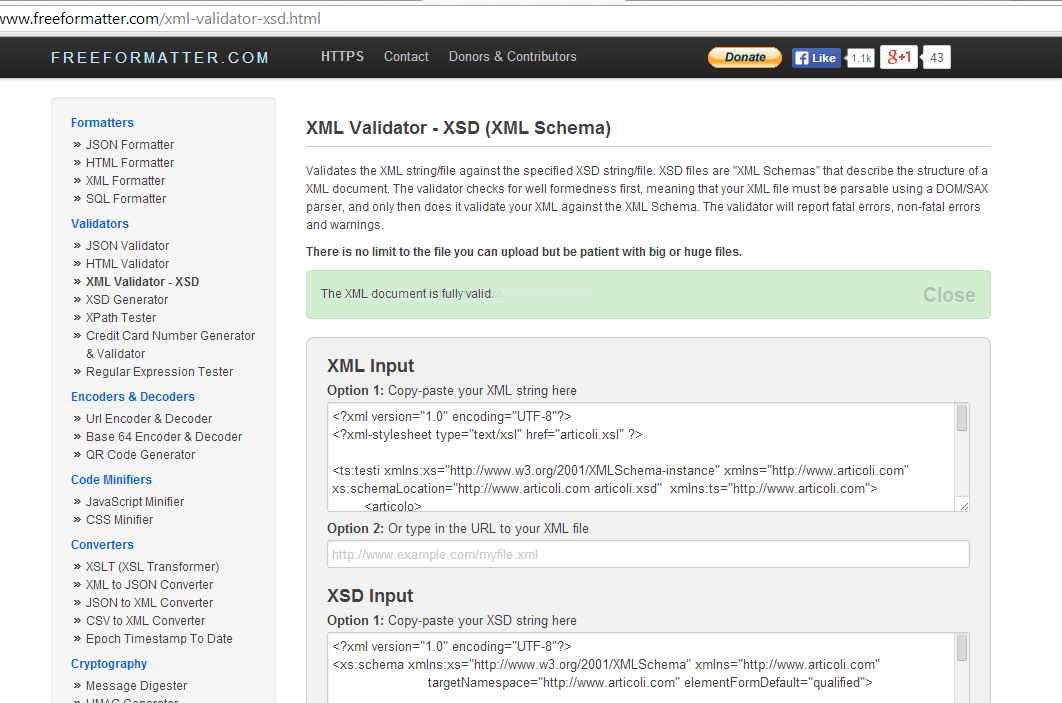 www.freeformatter.com/xml-validator-xsd.html
FREEFORMATTER.COM HTTPS Contact Donors & Contributors Donate Like 1.1k g+1 43
Formatters
» JSON Formatter
» HTML Formatter
» XML Formatter
» SQL Formatter
Validators
» JSON Validator
» HTML Validator
» XML Validator - XSD
» XSD Generator
» XPath Tester
» Credit Card Number Generator
& Validator
» Regular Expression Tester
Encoders & Decoders
» Url Encoder & Decoder
» Base 64 Encoder & Decoder
» QR Code Generator
Code Minifiers
» JavaScript Minifier
» CSS Minifier
Converters
» XSLT (XSL Transformer)
» XML to JSON Converter
» JSON to XML Converter
» CSV to XML Converter
» Epoch Timestamp To Date
Cryptography
» Message Digester
» HMAC Generator
XML Validator - XSD (XML Schema)
Validates the XML string/file against the specified XSD string/file. XSD files are "XML Schemas" that describe the structure of a
XML document. The validator checks for well formedness first, meaning that your XML file must be parsable using a DOM/SAX
parser, and only then does it validate your XML against the XML Schema. The validator will report fatal errors, non-fatal errors
and warnings.
There is no limit to the file you can upload but be patient with big or huge files.
The XML document is fully valid. Close
XML Input
Option 1: Copy-paste your XML string here
<?xml version="1.0" encoding="UTF-8"?>
<?xml-stylesheet type="text/xsl" href="articoli.xsl" ?>
<ts:testi xmlns:xs="http://www.w3.org/2001/XMLSchema-instance" xmlns="http://www.articoli.com"
xs:schemaLocation="http://www.articoli.com articoli.xsd" xmlns:ts="http://www.articoli.com">
<articolo>
Option 2: Or type in the URL to your XML file
http://www.example.com/myfile.xml
XSD Input
Option 1: Copy-paste your XSD string here
<?xml version="1.0" encoding="UTF-8"?>
<xs:schema xmlns:xs="http://www.w3.org/2001/XMLSchema" xmlns="http://www.articoli.com"
targetNamespace="http://www.articoli.com" elementFormDefault="qualified">